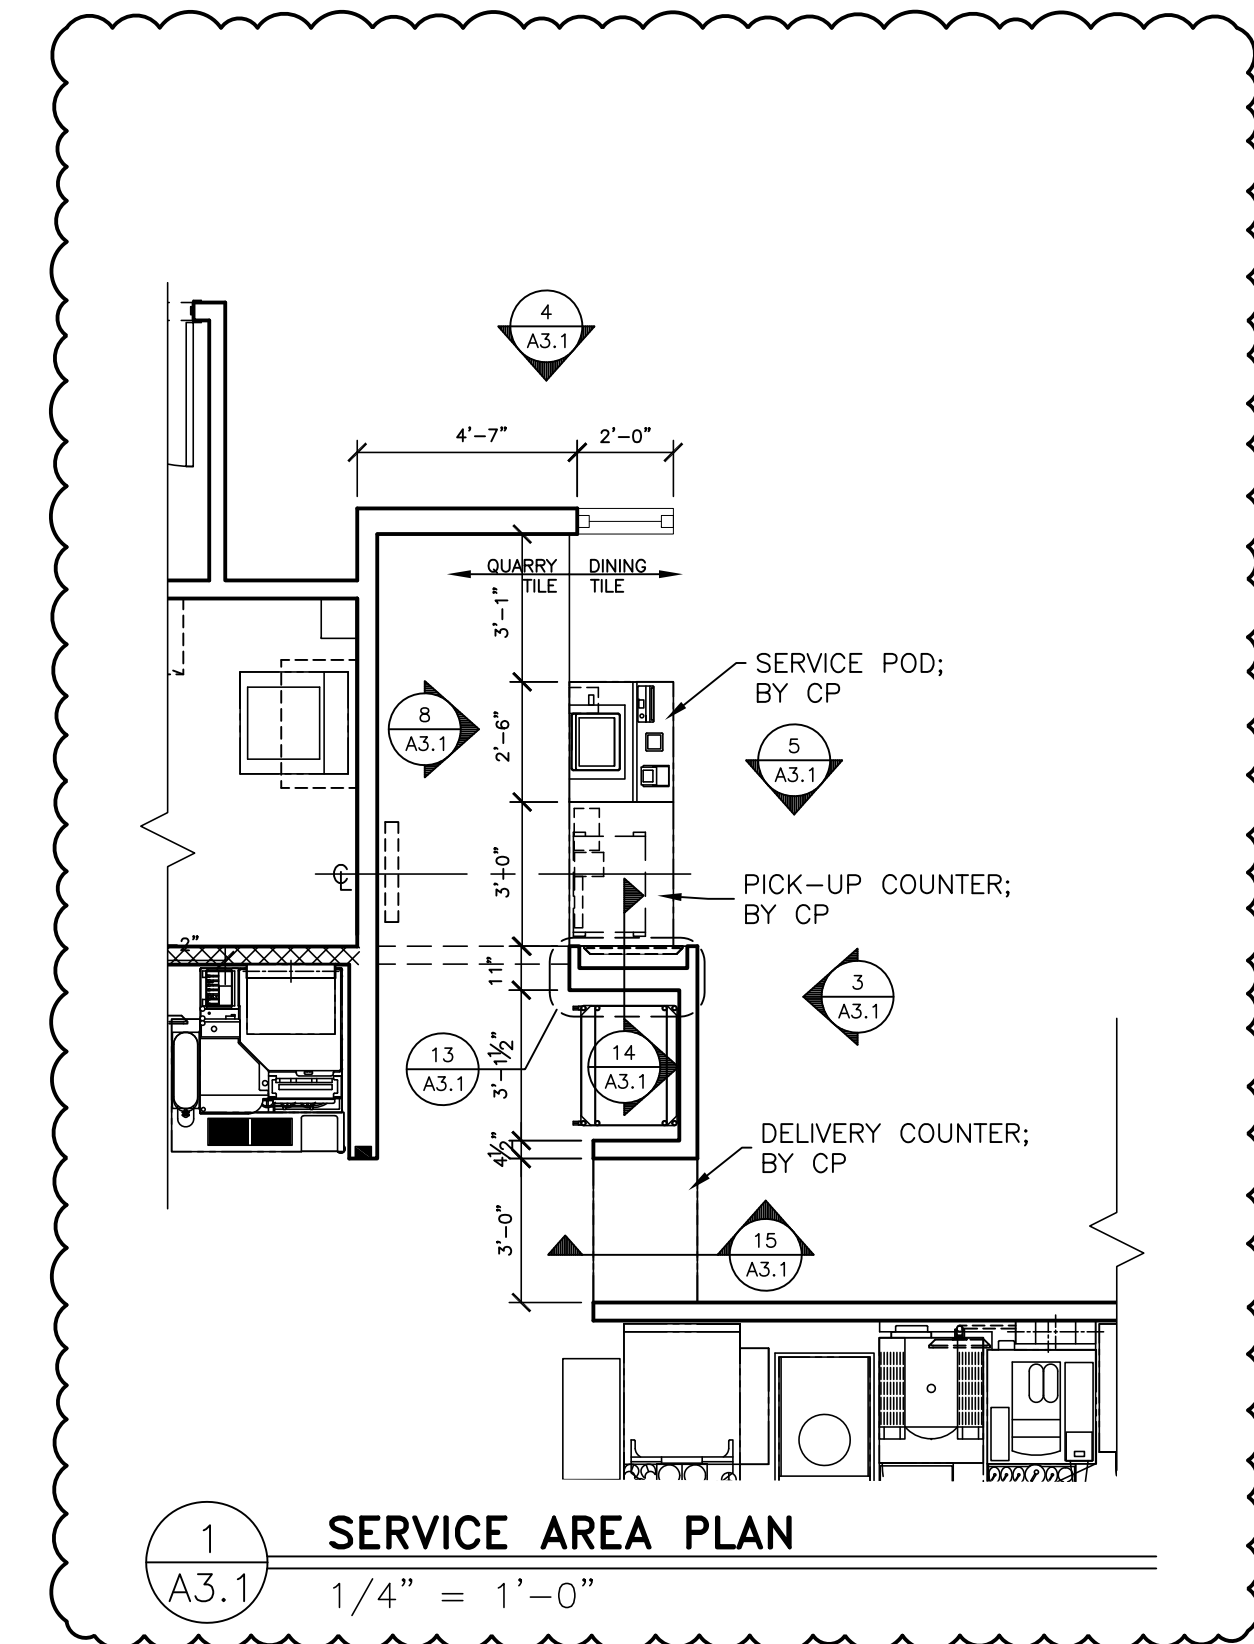 4
A3.1
4'-7"
2'-0"
QUARRY
TILE
DINING
TILE
3'-1"
SERVICE POD;
BY CP
8
A3.1
2'-6"
5
A3.1
CL
3'-0"
PICK-UP COUNTER;
BY CP
2"
11"
3
A3.1
13
A3.1
3'-1½"
14
A3.1
4½"
DELIVERY COUNTER;
BY CP
3'-0"
15
A3.1
1
A3.1
SERVICE AREA PLAN
1/4" = 1'-0"